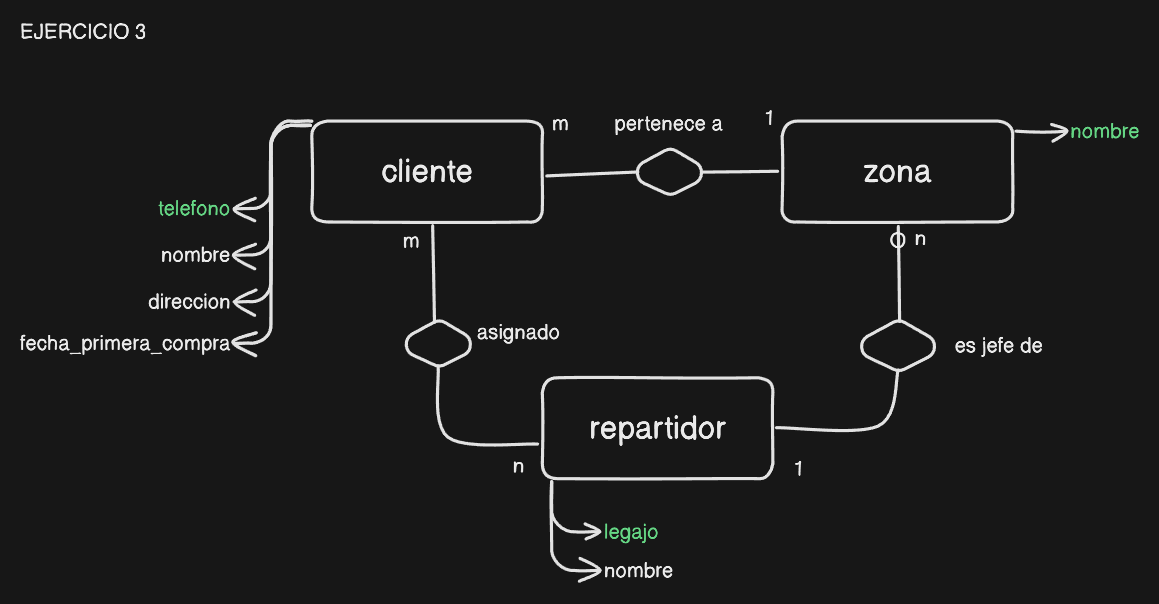 EJERCICIO 3
m
pertenece a
1
cliente
zona
nombre
telefono
nombre
direccion
fecha_primera_compra
m
n
asignado
es jefe de
repartidor
n
1
legajo
nombre